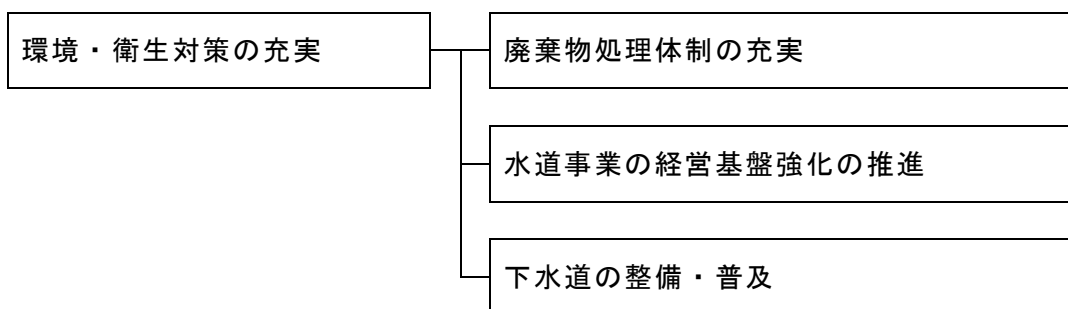 環境・衛生対策の充実
廃棄物処理体制の充実
水道事業の経営基盤強化の推進
下水道の整備・普及